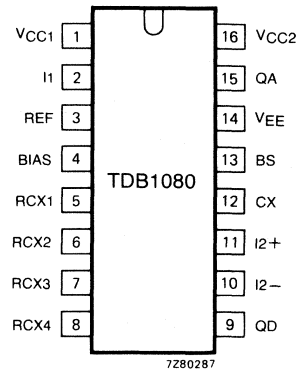 VCC1 1 16 VCC2
I1 2 15 QA
REF 3 14 VEE
BIAS 4 13 BS
TDB1080
RCX1 5 12 CX
RCX2 6 11 I2+
RCX3 7 10 I2−
RCX4 8 9 QD
7Z80287